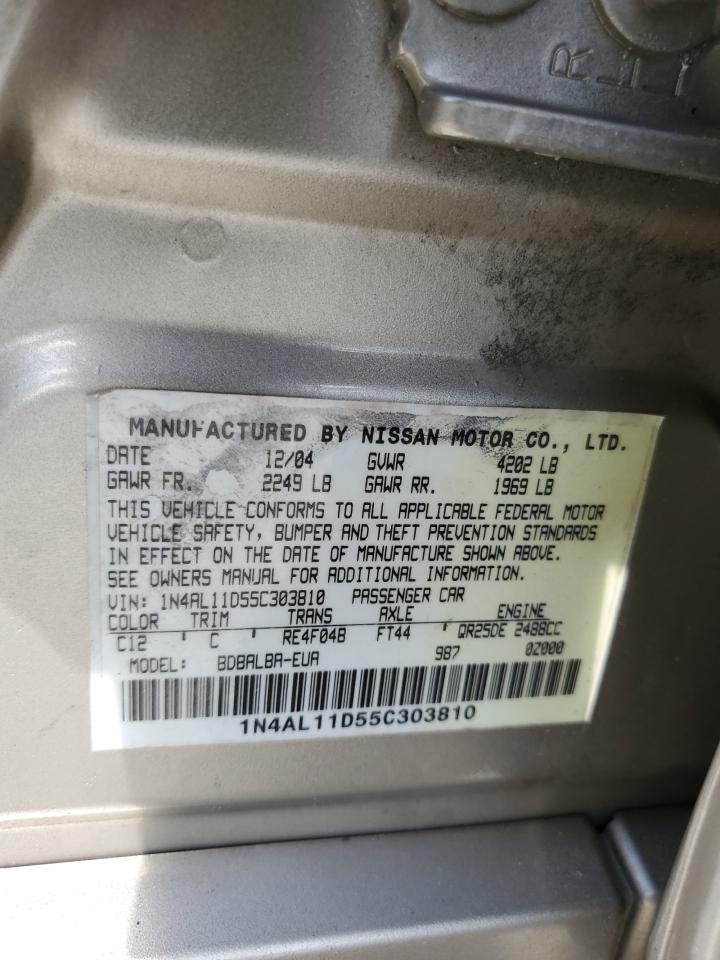 R
MANUFACTURED BY NISSAN MOTOR CO., LTD.
DATE 12/04 GVWR 4202 LB
GAWR FR. 2249 LB GAWR RR. 1969 LB
THIS VEHICLE CONFORMS TO ALL APPLICABLE FEDERAL MOTOR
VEHICLE SAFETY, BUMPER AND THEFT PREVENTION STANDARDS
IN EFFECT ON THE DATE OF MANUFACTURE SHOWN ABOVE.
SEE OWNERS MANUAL FOR ADDITIONAL INFORMATION.
VIN: 1N4AL11D55C303810 PASSENGER CAR
COLOR TRIM TRANS AXLE ENGINE
C12 ' C ' RE4F04B FT44 ' QR25DE 2488CC
MODEL: BDBALBA-EUA 987 0Z000
1N4AL11D55C303810